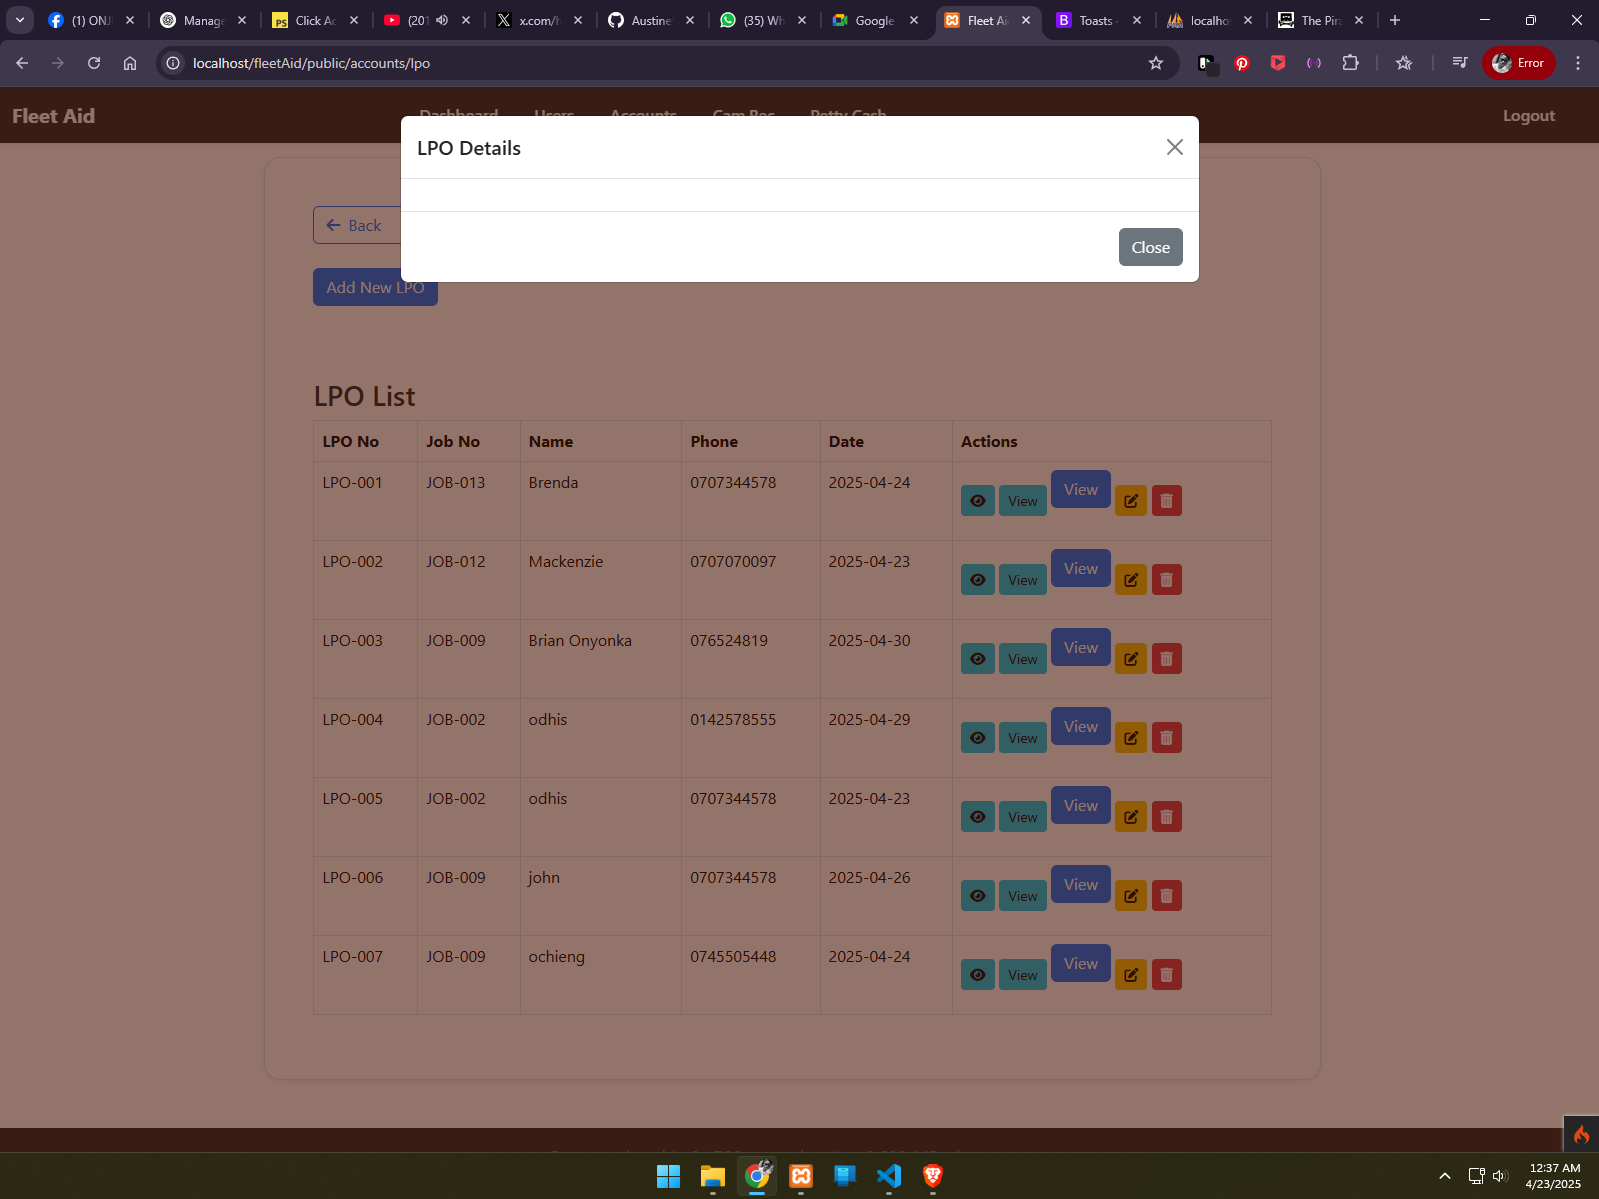 (1) ONJ
Manage
Click Ac
(201
x.com/h
Austine'
(35) Wh
Google
Fleet Ai
Toasts
localho
The Pir
localhost/fleetAid/public/accounts/lpo
Error
Fleet Aid
Dashboard Users Accounts Cam Rec Petty Cash
Logout
LPO Details
Back
Close
Add New LPO
LPO List
LPO No Job No Name Phone Date Actions
LPO-001 JOB-013 Brenda 0707344578 2025-04-24 View View
LPO-002 JOB-012 Mackenzie 0707070097 2025-04-23 View View
LPO-003 JOB-009 Brian Onyonka 076524819 2025-04-30 View View
LPO-004 JOB-002 odhis 0142578555 2025-04-29 View View
LPO-005 JOB-002 odhis 0707344578 2025-04-23 View View
LPO-006 JOB-009 john 0707344578 2025-04-26 View View
LPO-007 JOB-009 ochieng 0745505448 2025-04-24 View View
12:37 AM
4/23/2025